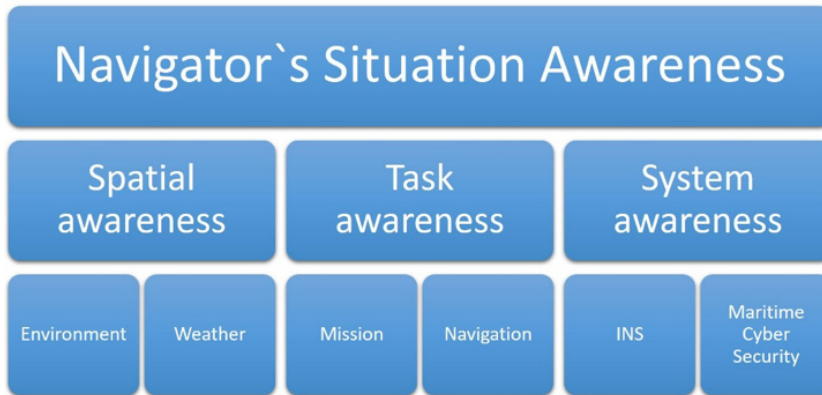 Navigator`s Situation Awareness
Spatial
awareness
Task
awareness
System
awareness
Environment
Weather
Mission
Navigation
INS
Maritime
Cyber
Security